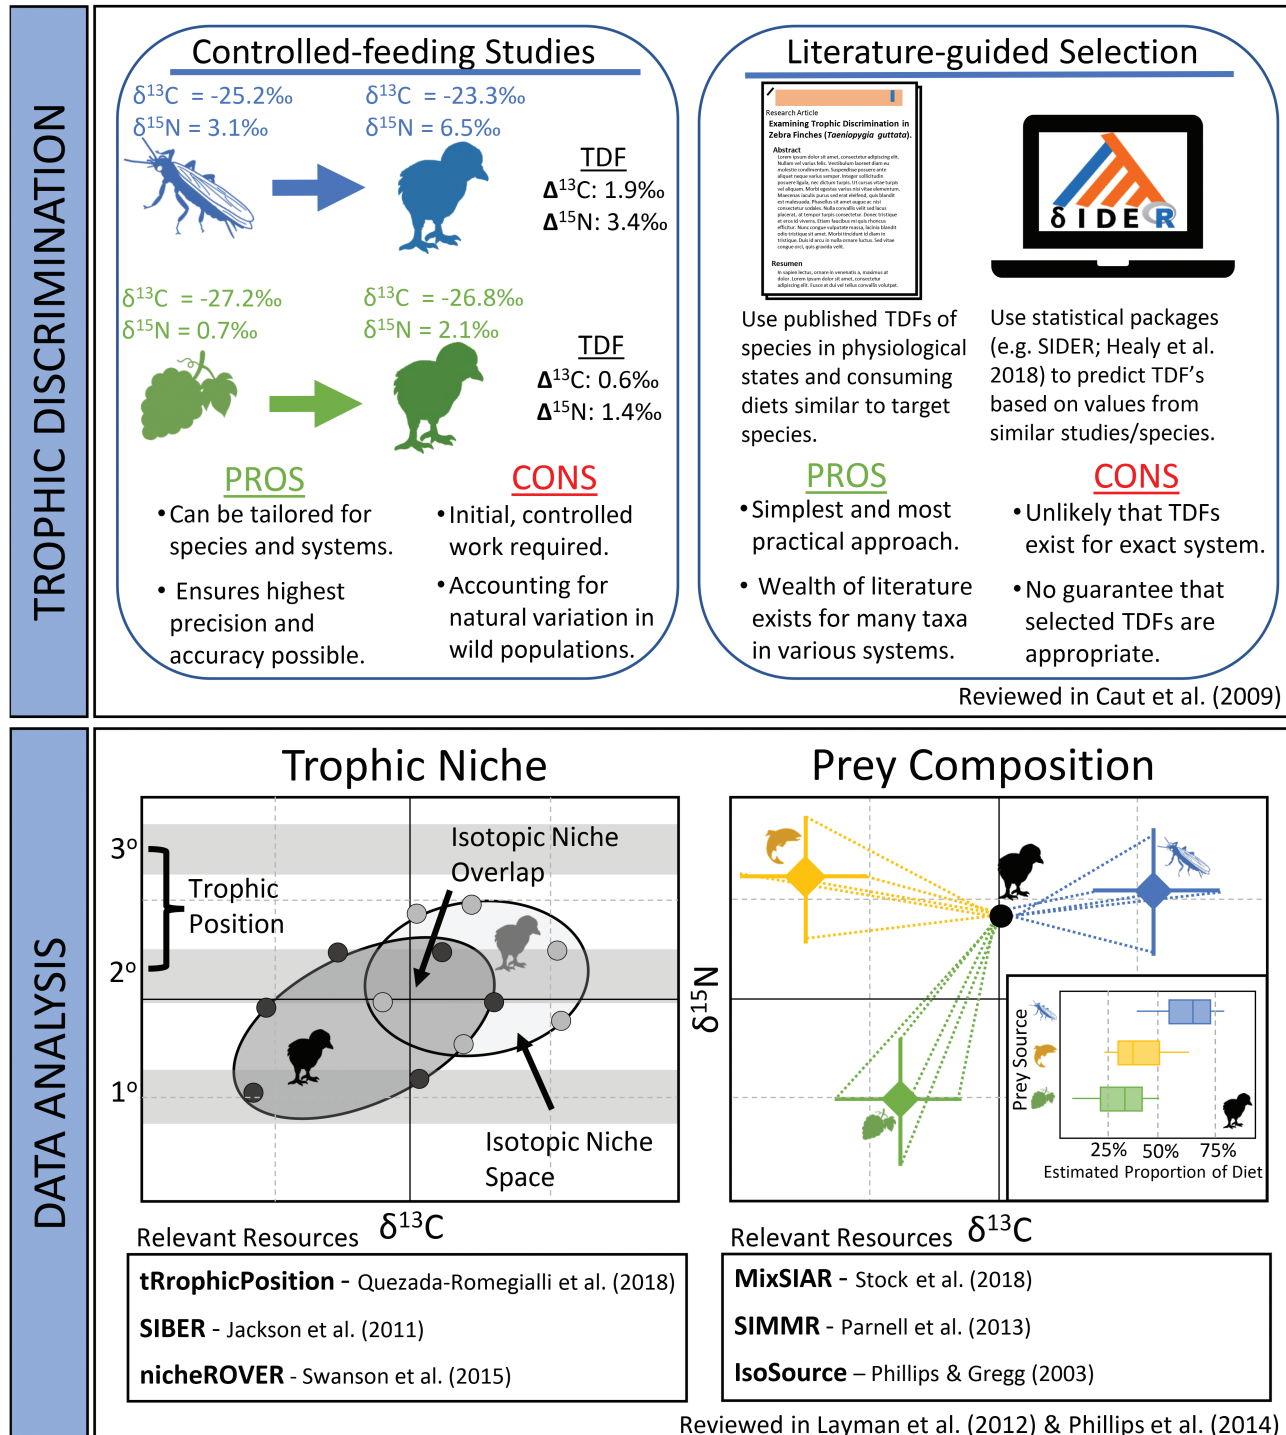 TROPHIC DISCRIMINATION
Controlled-feeding Studies
δ13C = -25.2‰
δ15N = 3.1‰
δ13C = -23.3‰
δ15N = 6.5‰
TDF
Δ13C: 1.9‰
Δ15N: 3.4‰
δ13C = -27.2‰
δ15N = 0.7‰
δ13C = -26.8‰
δ15N = 2.1‰
TDF
Δ13C: 0.6‰
Δ15N: 1.4‰
PROS
• Can be tailored for
species and systems.
• Ensures highest
precision and
accuracy possible.
CONS
• Initial, controlled
work required.
• Accounting for
natural variation in
wild populations.
Literature-guided Selection
Research Article
Examining Trophic Discrimination in
Zebra Finches (Taeniopygia guttata).
Abstract
Resumen
δIDER
Use published TDFs of
species in physiological
states and consuming
diets similar to target
species.
Use statistical packages
(e.g. SIDER; Healy et al.
2018) to predict TDF's
based on values from
similar studies/species.
PROS
• Simplest and most
practical approach.
• Wealth of literature
exists for many taxa
in various systems.
CONS
• Unlikely that TDFs
exist for exact system.
• No guarantee that
selected TDFs are
appropriate.
Reviewed in Caut et al. (2009)
DATA ANALYSIS
Trophic Niche
3o
2o
1o
Trophic
Position
Isotopic Niche
Overlap
Isotopic Niche
Space
δ13C
Relevant Resources
tRrophicPosition - Quezada-Romegialli et al. (2018)
SIBER - Jackson et al. (2011)
nicheROVER - Swanson et al. (2015)
Prey Composition
δ15N
Prey Source
25% 50% 75%
Estimated Proportion of Diet
δ13C
Relevant Resources
MixSIAR - Stock et al. (2018)
SIMMR - Parnell et al. (2013)
IsoSource – Phillips & Gregg (2003)
Reviewed in Layman et al. (2012) & Phillips et al. (2014)